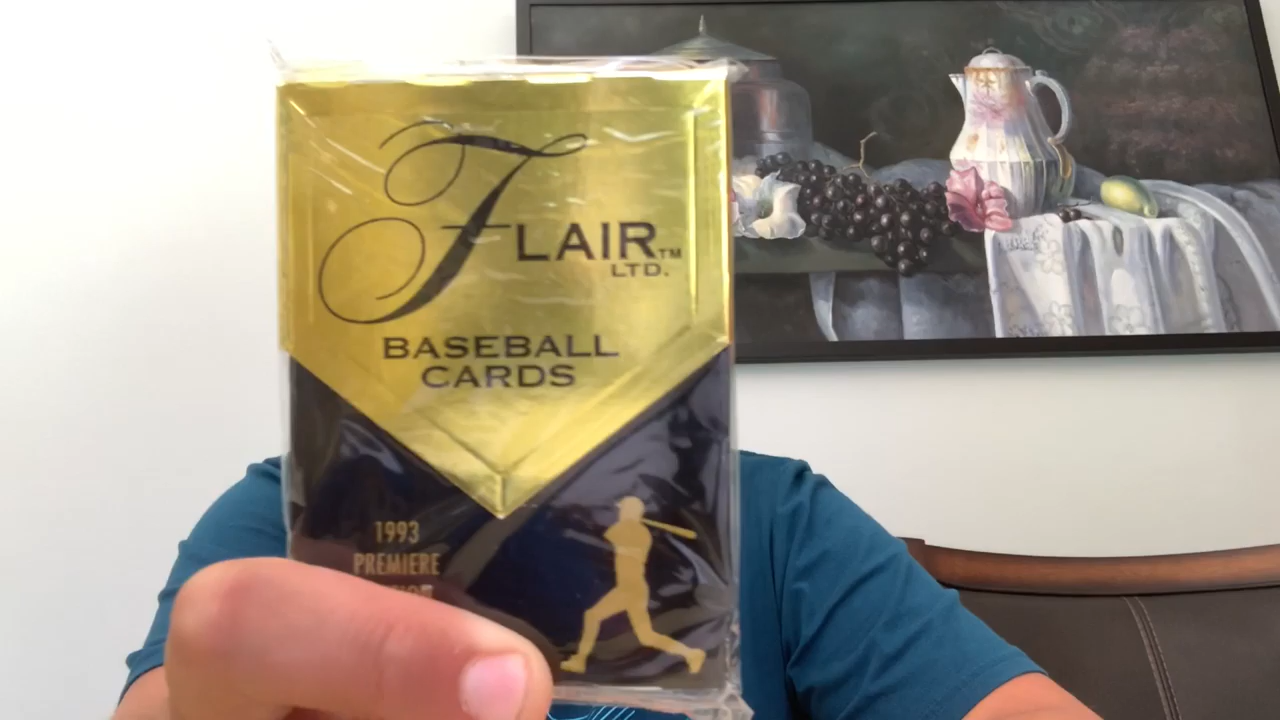 FLAIR™
LTD.
BASEBALL
CARDS
1993
PREMIERE